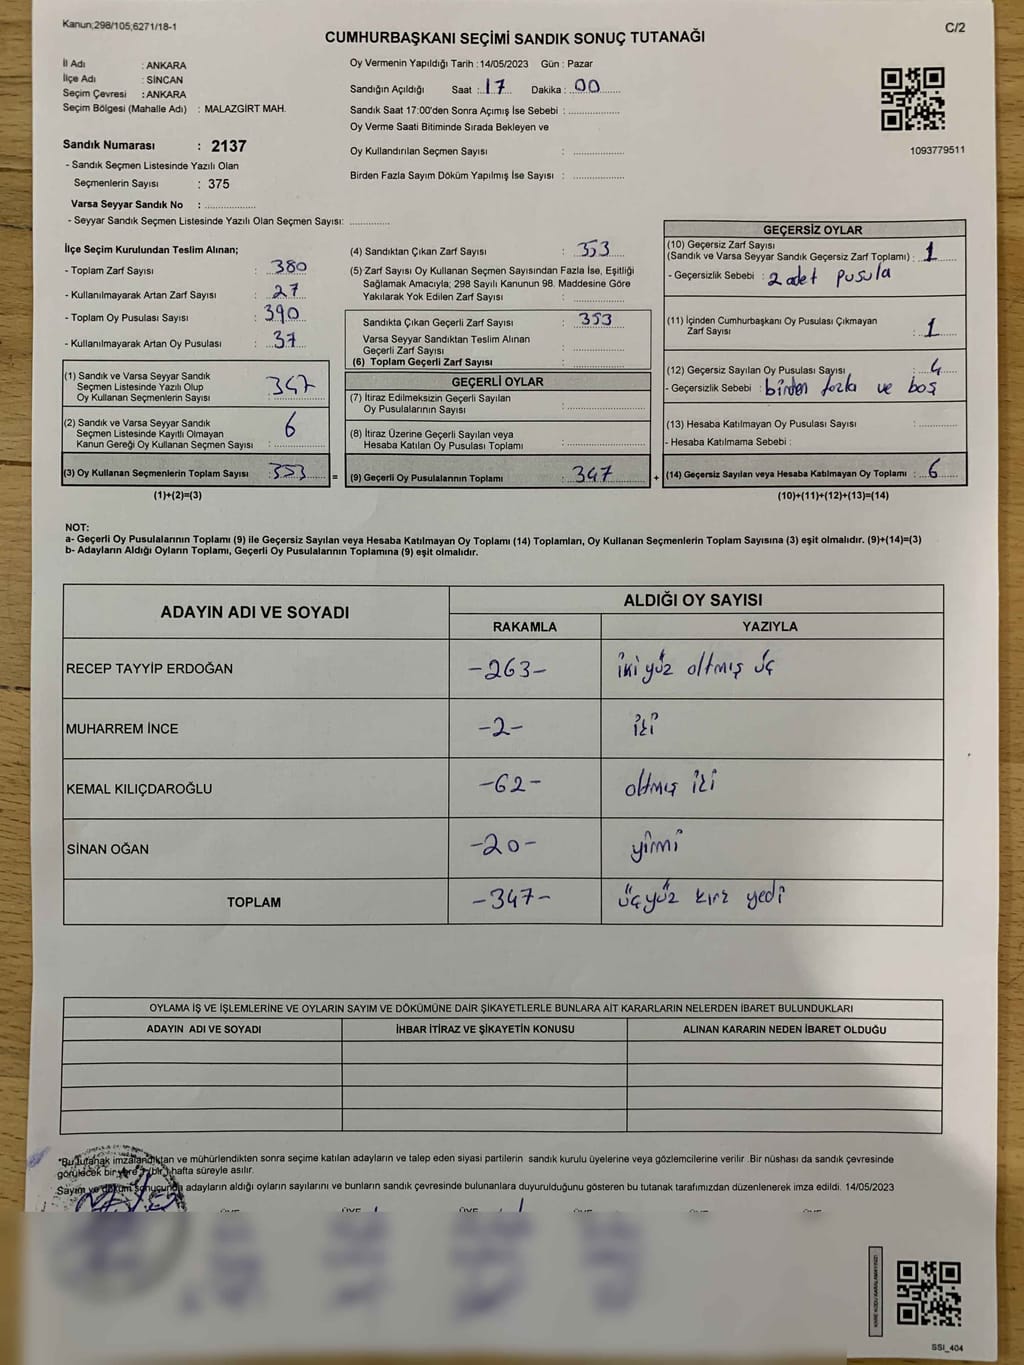 Kanun:298/105,6271/18-1
C/2
CUMHURBAŞKANI SEÇİMİ SANDIK SONUÇ TUTANAĞI
İl Adı : ANKARA
İlçe Adı : SİNCAN
Seçim Çevresi : ANKARA
Seçim Bölgesi (Mahalle Adı) : MALAZGİRT MAH.
Sandık Numarası : 2137
- Sandık Seçmen Listesinde Yazılı Olan
Seçmenlerin Sayısı : 375
Varsa Seyyar Sandık No : ....................
- Seyyar Sandık Seçmen Listesinde Yazılı Olan Seçmen Sayısı: ..............
Oy Vermenin Yapıldığı Tarih :14/05/2023 Gün : Pazar
Sandığın Açıldığı Saat : 17 Dakika : 00
Sandık Saat 17:00'den Sonra Açımış İse Sebebi : ..................
Oy Verme Saati Bitiminde Sırada Bekleyen ve
Oy Kullandırılan Seçmen Sayısı : ..................
Birden Fazla Sayım Döküm Yapılmış İse Sayısı : ..................
1093779511
İlçe Seçim Kurulundan Teslim Alınan;
- Toplam Zarf Sayısı : 380
- Kullanılmayarak Artan Zarf Sayısı : 27
- Toplam Oy Pusulası Sayısı : 390
- Kullanılmayarak Artan Oy Pusulası : 37
(1) Sandık ve Varsa Seyyar Sandık
Seçmen Listesinde Yazılı Olup
Oy Kullanan Seçmenlerin Sayısı : 347
(2) Sandık ve Varsa Seyyar Sandık
Seçmen Listesinde Kayıtlı Olmayan
Kanun Gereği Oy Kullanan Seçmen Sayısı : 6
(3) Oy Kullanan Seçmenlerin Toplam Sayısı : 353 =
(1)+(2)=(3)
(4) Sandıktan Çıkan Zarf Sayısı : 353
(5) Zarf Sayısı Oy Kullanan Seçmen Sayısından Fazla İse, Eşitliği
Sağlamak Amacıyla; 298 Sayılı Kanunun 98. Maddesine Göre
Yakılarak Yok Edilen Zarf Sayısı : ..................
Sandıkta Çıkan Geçerli Zarf Sayısı : 353
Varsa Seyyar Sandıktan Teslim Alınan
Geçerli Zarf Sayısı : ..................
(6) Toplam Geçerli Zarf Sayısı : ..................
GEÇERLİ OYLAR
(7) İtiraz Edilmeksizin Geçerli Sayılan
Oy Pusulalarının Sayısı : ..................
(8) İtiraz Üzerine Geçerli Sayılan veya
Hesaba Katılan Oy Pusulası Toplamı : ..................
(9) Geçerli Oy Pusulalarının Toplamı : 347 +
GEÇERSİZ OYLAR
(10) Geçersiz Zarf Sayısı
(Sandık ve Varsa Seyyar Sandık Geçersiz Zarf Toplamı) : 1
- Geçersizlik Sebebi : 2 adet pusula
(11) İçinden Cumhurbaşkanı Oy Pusulası Çıkmayan
Zarf Sayısı : 1
(12) Geçersiz Sayılan Oy Pusulası Sayısı : 4
- Geçersizlik Sebebi : birden fazla ve boş
(13) Hesaba Katılmayan Oy Pusulası Sayısı : ..................
- Hesaba Katılmama Sebebi :
(14) Geçersiz Sayılan veya Hesaba Katılmayan Oy Toplamı : 6
(10)+(11)+(12)+(13)=(14)
NOT:
a- Geçerli Oy Pusulalarının Toplamı (9) ile Geçersiz Sayılan veya Hesaba Katılmayan Oy Toplamı (14) Toplamları, Oy Kullanan Seçmenlerin Toplam Sayısına (3) eşit olmalıdır. (9)+(14)=(3)
b- Adayların Aldığı Oyların Toplamı, Geçerli Oy Pusulalarının Toplamına (9) eşit olmalıdır.
ADAYIN ADI VE SOYADI ALDIĞI OY SAYISI
RAKAMLA YAZIYLA
RECEP TAYYİP ERDOĞAN -263- iki yüz altmış üç
MUHARREM İNCE -2- iki
KEMAL KILIÇDAROĞLU -62- altmış iki
SİNAN OĞAN -20- yirmi
TOPLAM -347- üçyüz kırk yedi
OYLAMA İŞ VE İŞLEMLERİNE VE OYLARIN SAYIM VE DÖKÜMÜNE DAİR ŞİKAYETLERLE BUNLARA AİT KARARLARIN NELERDEN İBARET BULUNDUKLARI
ADAYIN ADI VE SOYADI İHBAR İTİRAZ VE ŞİKAYETİN KONUSU ALINAN KARARIN NEDEN İBARET OLDUĞU
*Bu tutanak imzalandıktan ve mühürlendikten sonra seçime katılan adayların ve talep eden siyasi partilerin sandık kurulu üyelerine veya gözlemcilerine verilir .Bir nüshası da sandık çevresinde
görülecek bir yere (bir) hafta süreyle asılır.
Sayım ve döküm sonucunda adayların aldığı oyların sayılarını ve bunların sandık çevresinde bulunanlara duyurulduğunu gösteren bu tutanak tarafımızdan düzenlenerek imza edildi. 14/05/2023
SSİ_404